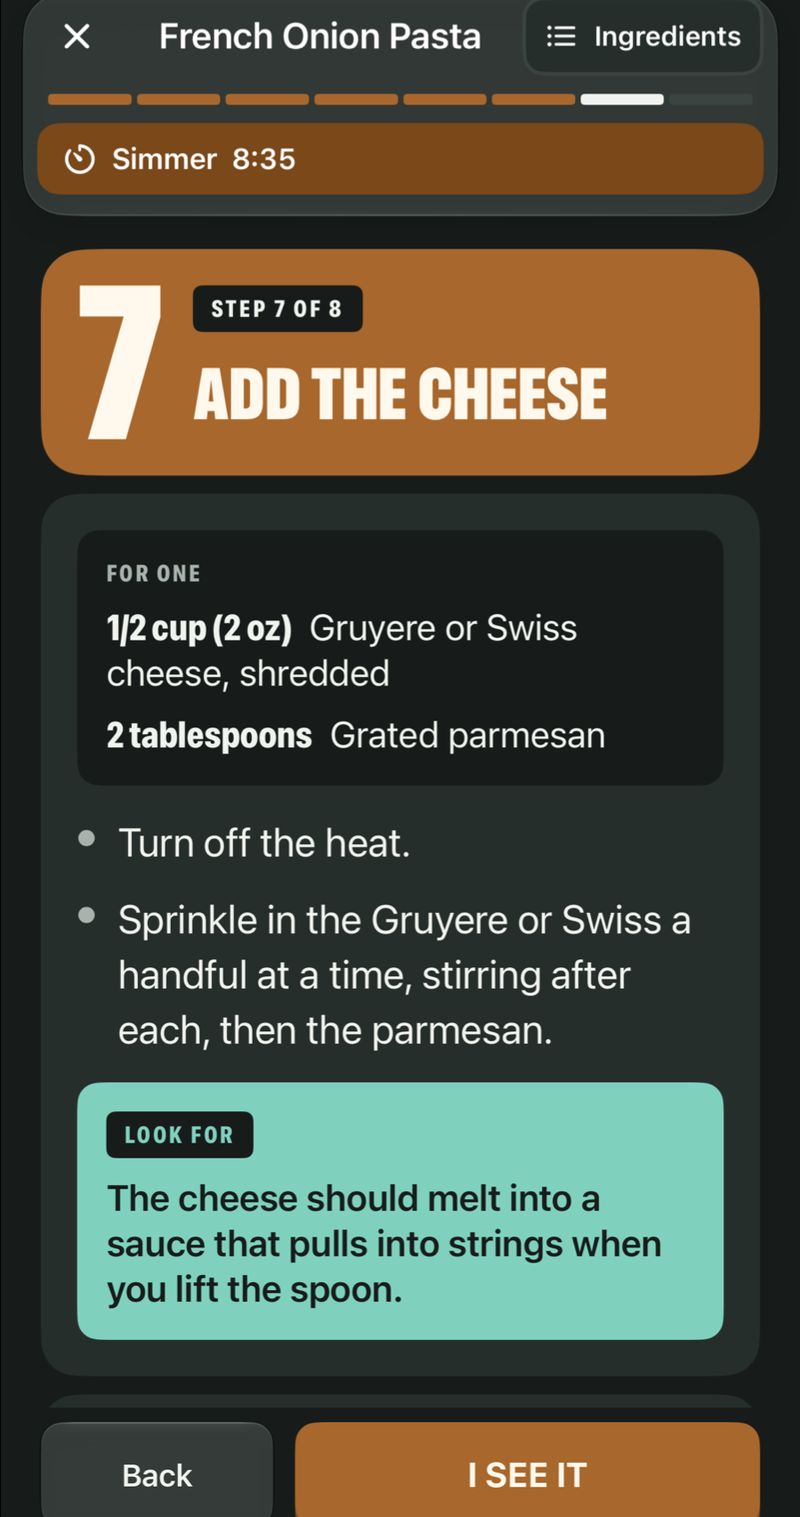 French Onion Pasta
Ingredients
Simmer 8:35
7
STEP 7 OF 8
ADD THE CHEESE
FOR ONE
1/2 cup (2 oz) Gruyere or Swiss
cheese, shredded
2 tablespoons Grated parmesan
Turn off the heat.
Sprinkle in the Gruyere or Swiss a
handful at a time, stirring after
each, then the parmesan.
LOOK FOR
The cheese should melt into a
sauce that pulls into strings when
you lift the spoon.
Back
I SEE IT